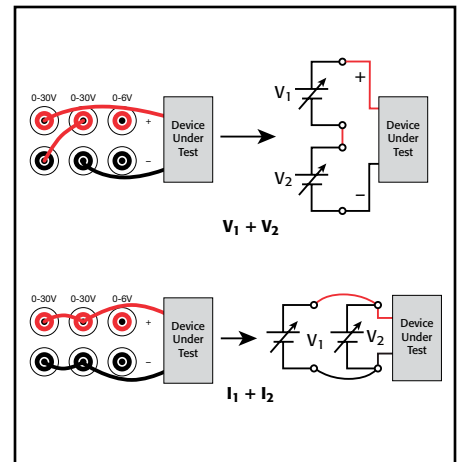 0-30V 0-30V 0-6V
+
−
Device
Under
Test
V1
V2
+
−
Device
Under
Test
V1 + V2
0-30V 0-30V 0-6V
+
−
Device
Under
Test
V1
V2
Device
Under
Test
I1 + I2